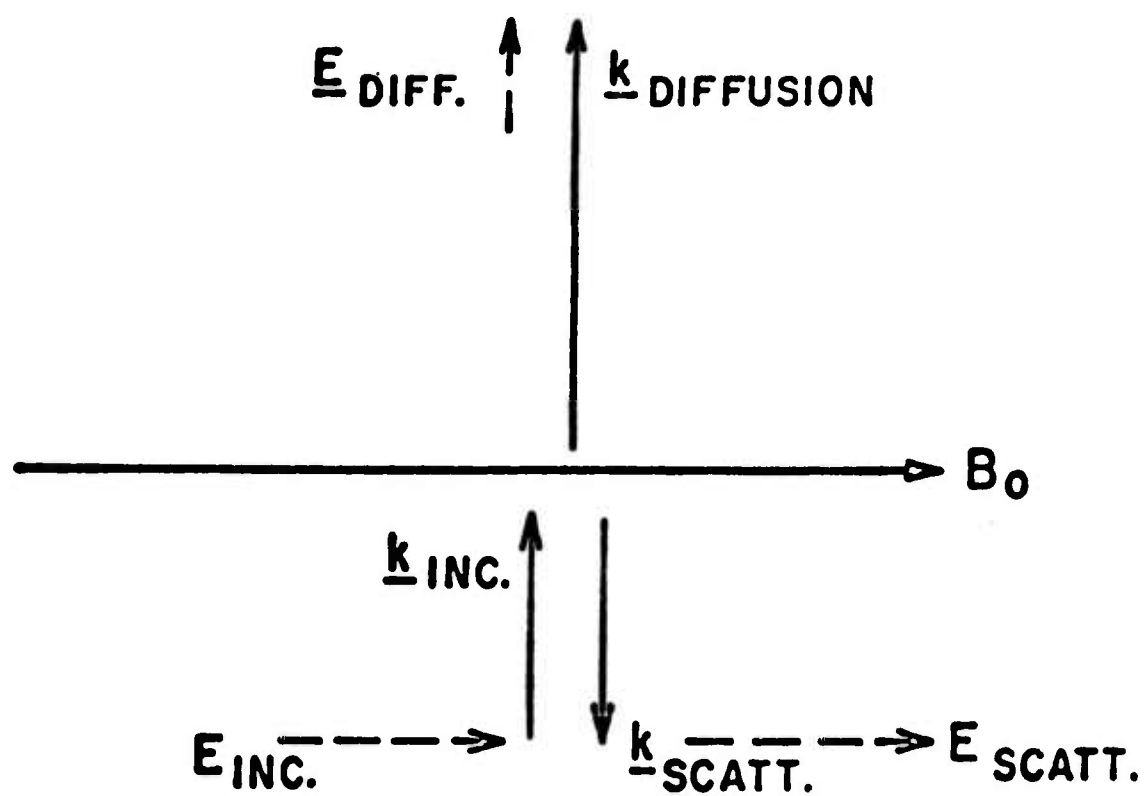 E DIFF. k DIFFUSION
B0
k INC.
E INC. k SCATT. E SCATT.